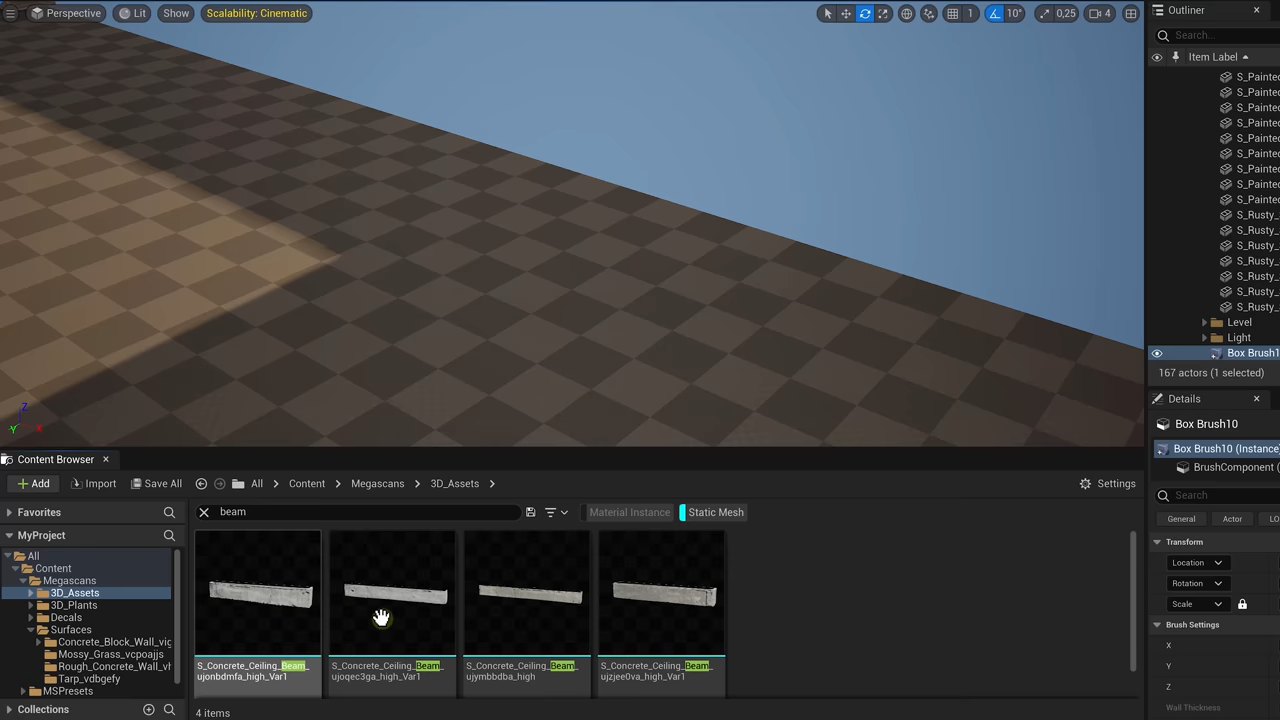 Perspective
Lit
Show
Scalability: Cinematic
1
10°
0,25
4
Outliner
Search...
Item Label
S_Painted
S_Painted
S_Painted
S_Painted
S_Painted
S_Painted
S_Painted
S_Painted
S_Painted
S_Rusty_
S_Rusty_
S_Rusty_
S_Rusty_
S_Rusty_
S_Rusty_
S_Rusty_
Level
Light
Box Brush1
167 actors (1 selected)
Details
Box Brush10
Box Brush10 (Instance)
BrushComponent (
Search
General
Actor
LO
Transform
Location
Rotation
Scale
Brush Settings
X
Y
Z
Wall Thickness
Z
Y
X
Content Browser
Add
Import
Save All
All
Content
Megascans
3D_Assets
Settings
Favorites
MyProject
All
Content
Megascans
3D_Assets
3D_Plants
Decals
Surfaces
Concrete_Block_Wall_vig
Mossy_Grass_vcpoajjs
Rough_Concrete_Wall_vh
Tarp_vdbgefy
MSPresets
Collections
beam
Material Instance
Static Mesh
S_Concrete_Ceiling_Beam_
ujonbdmfa_high_Var1
S_Concrete_Ceiling_Beam_
ujoqec3ga_high_Var1
S_Concrete_Ceiling_Beam_
ujymbbdba_high
S_Concrete_Ceiling_Beam_
ujzjee0va_high_Var1
4 items